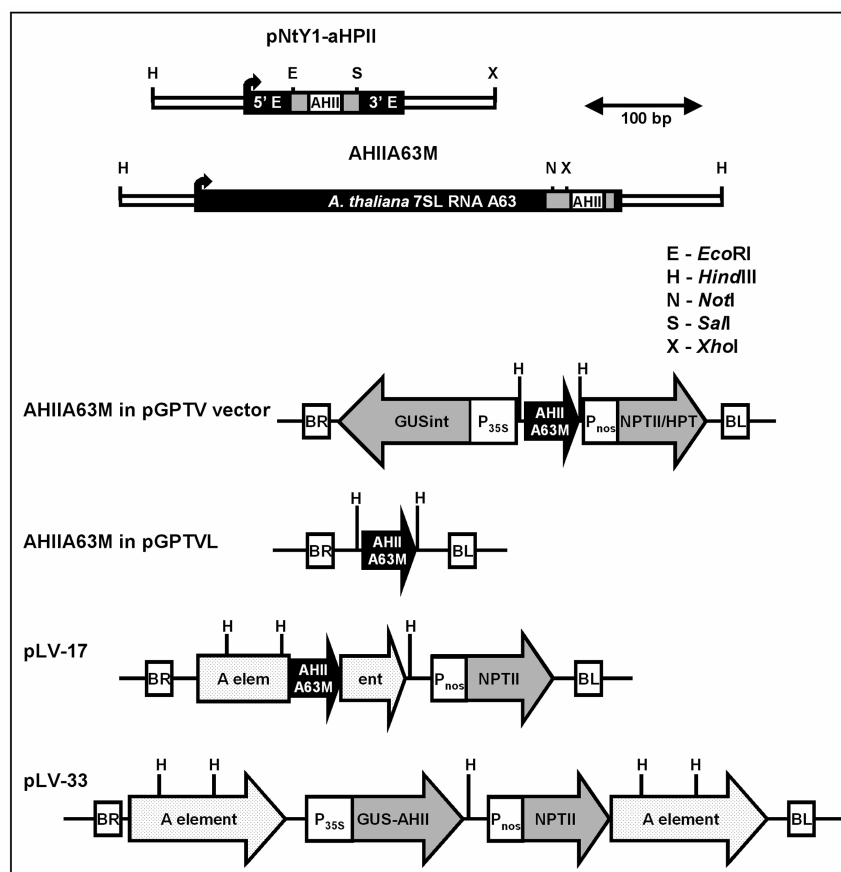 pNtY1-aHPII
H E S X
5' E AHII 3' E
100 bp
AHIIA63M
H N X H
A. thaliana 7SL RNA A63 AHII
E - EcoRI
H - HindIII
N - NotI
S - SalI
X - XhoI
H H
AHIIA63M in pGPTV vector BR GUSint P35S AHII A63M Pnos NPTII/HPT BL
H H
AHIIA63M in pGPTVL BR AHII A63M BL
pLV-17
H H H
BR A elem AHII A63M ent Pnos NPTII BL
pLV-33
H H H H H
BR A element P35S GUS-AHII Pnos NPTII A element BL